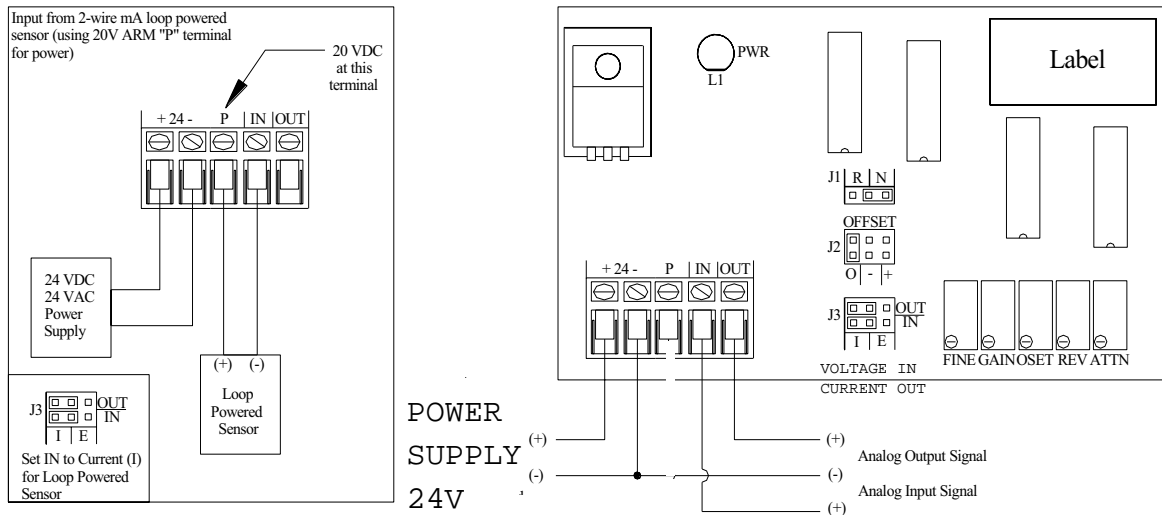 Input from 2-wire mA loop powered
sensor (using 20V ARM "P" terminal
for power)
20 VDC
at this
terminal
+ 24 - P IN OUT
24 VDC
24 VAC
Power
Supply
(+) (-)
Loop
Powered
Sensor
J3 OUT
IN
I E
Set IN to Current (I)
for Loop Powered
Sensor
PWR
L1
Label
J1 R N
OFFSET
J2
O - +
J3 OUT
IN
I E
+ 24 - P IN OUT
FINE GAIN OSET REV ATTN
VOLTAGE IN
CURRENT OUT
POWER
SUPPLY
24V
(+)
(-)
(+)
Analog Output Signal
(-)
Analog Input Signal
(+)